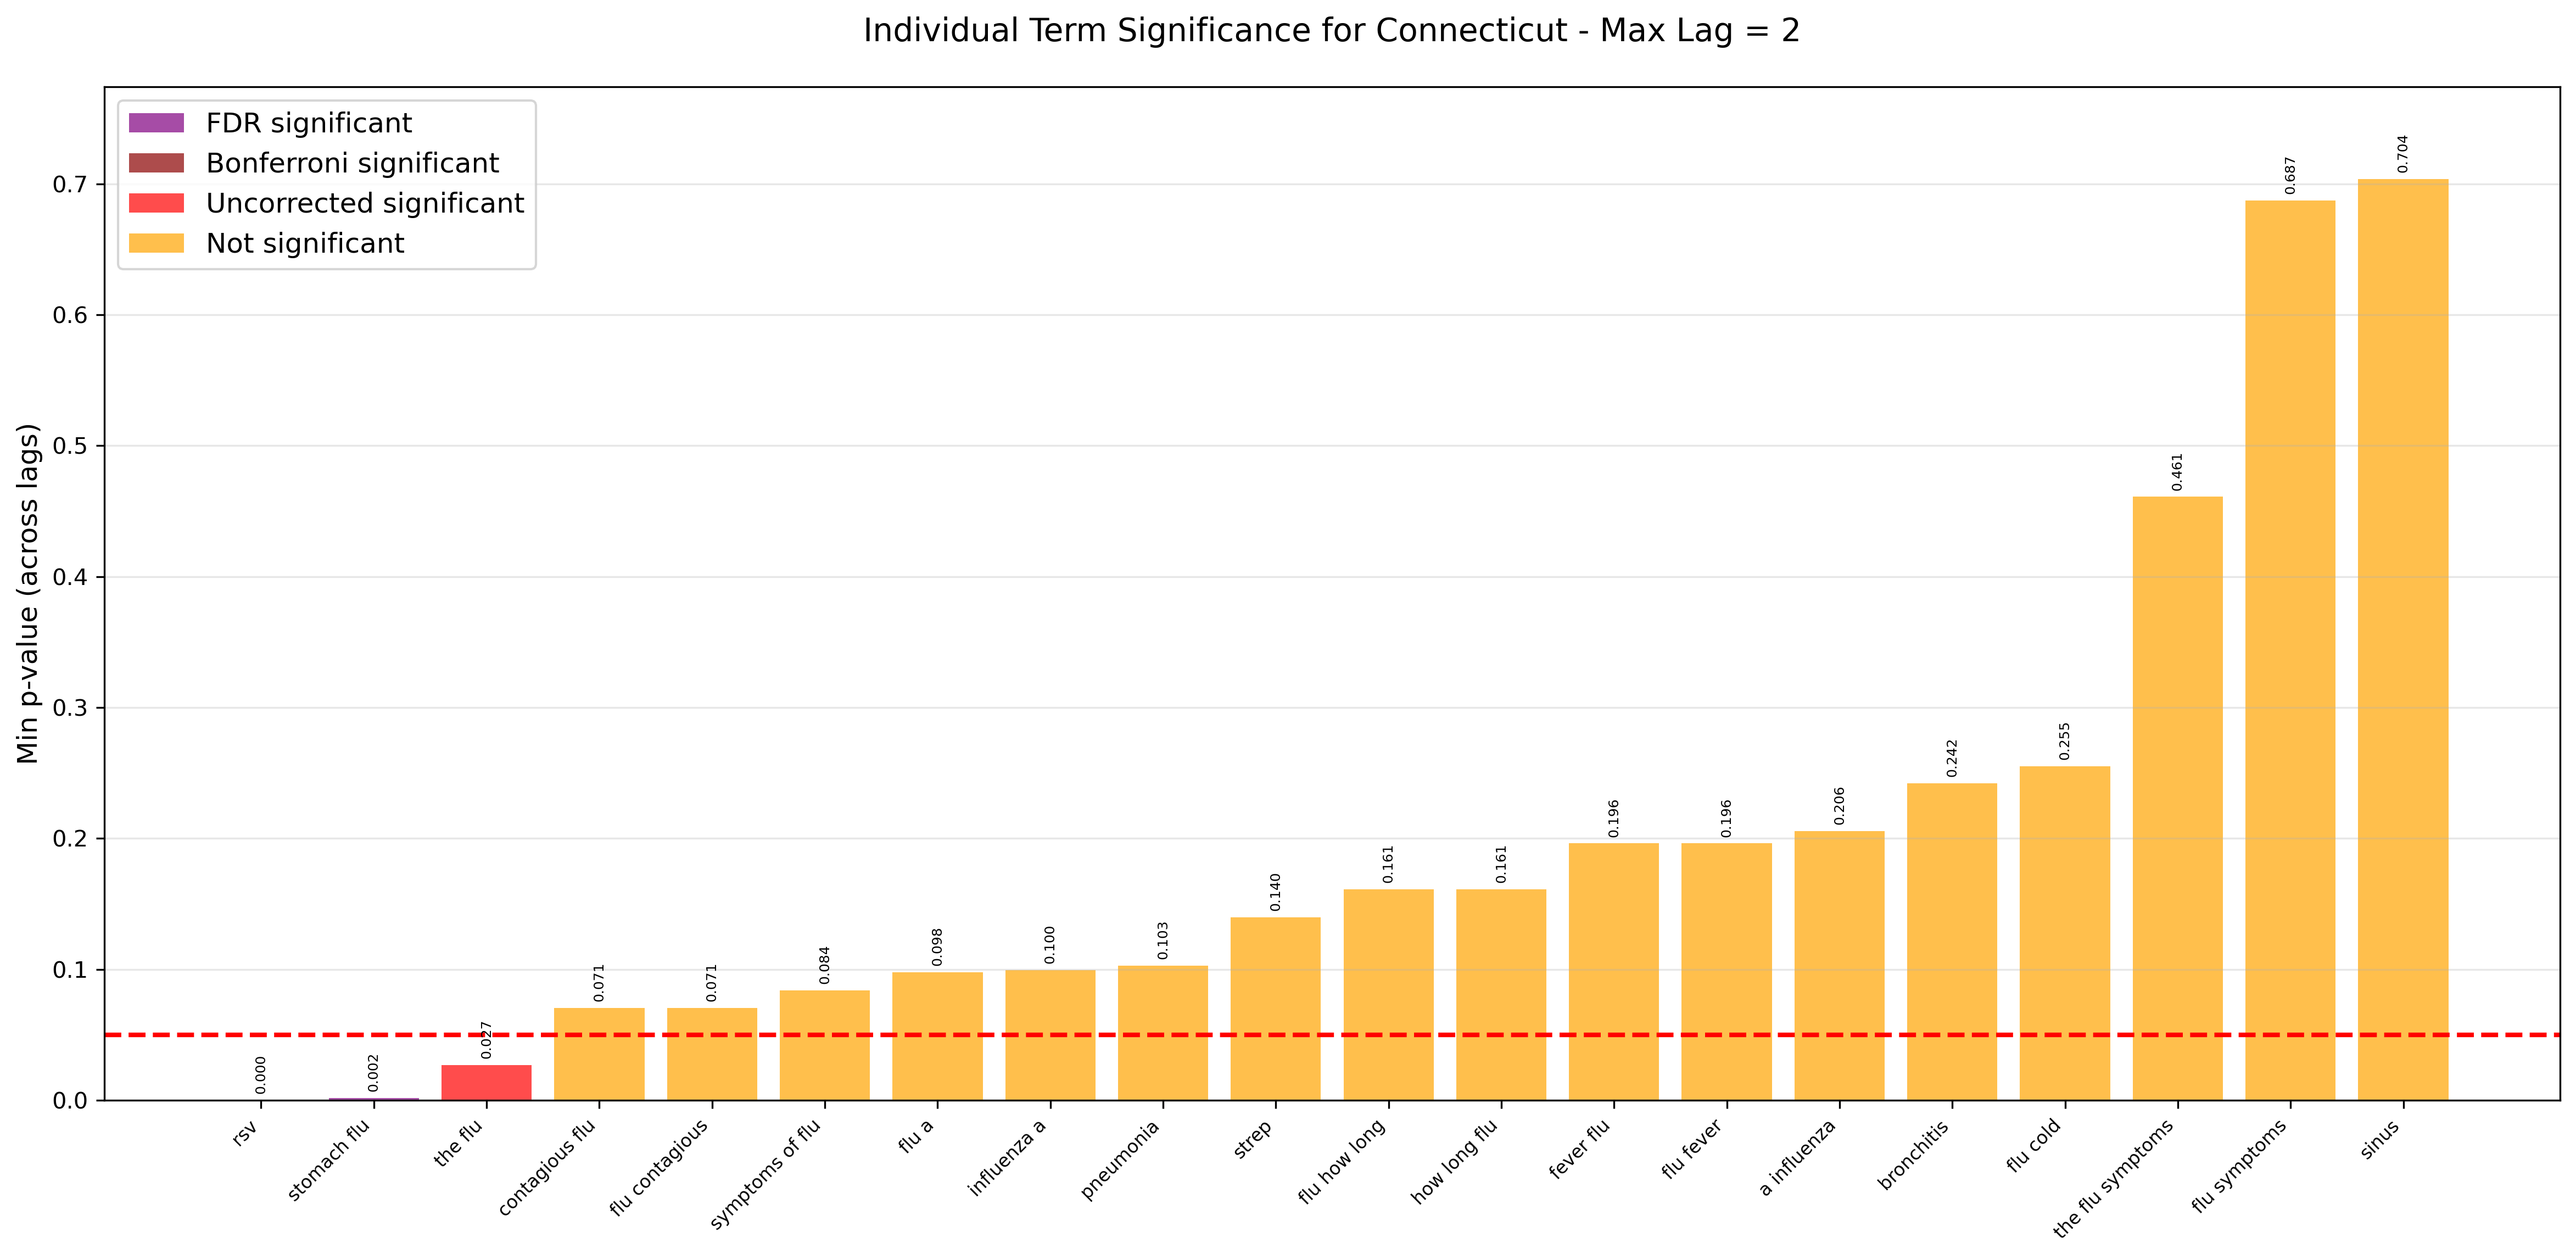 Individual Term Significance for Connecticut - Max Lag = 2
FDR significant
Bonferroni significant
Uncorrected significant
Not significant
Min p-value (across lags)
0.7
0.6
0.5
0.4
0.3
0.2
0.1
0.0
0.000
0.002
0.027
0.071
0.071
0.084
0.098
0.100
0.103
0.140
0.161
0.161
0.196
0.196
0.206
0.242
0.255
0.461
0.687
0.704
rsv
stomach flu
the flu
contagious flu
flu contagious
symptoms of flu
flu a
influenza a
pneumonia
strep
flu how long
how long flu
fever flu
flu fever
a influenza
bronchitis
flu cold
the flu symptoms
flu symptoms
sinus